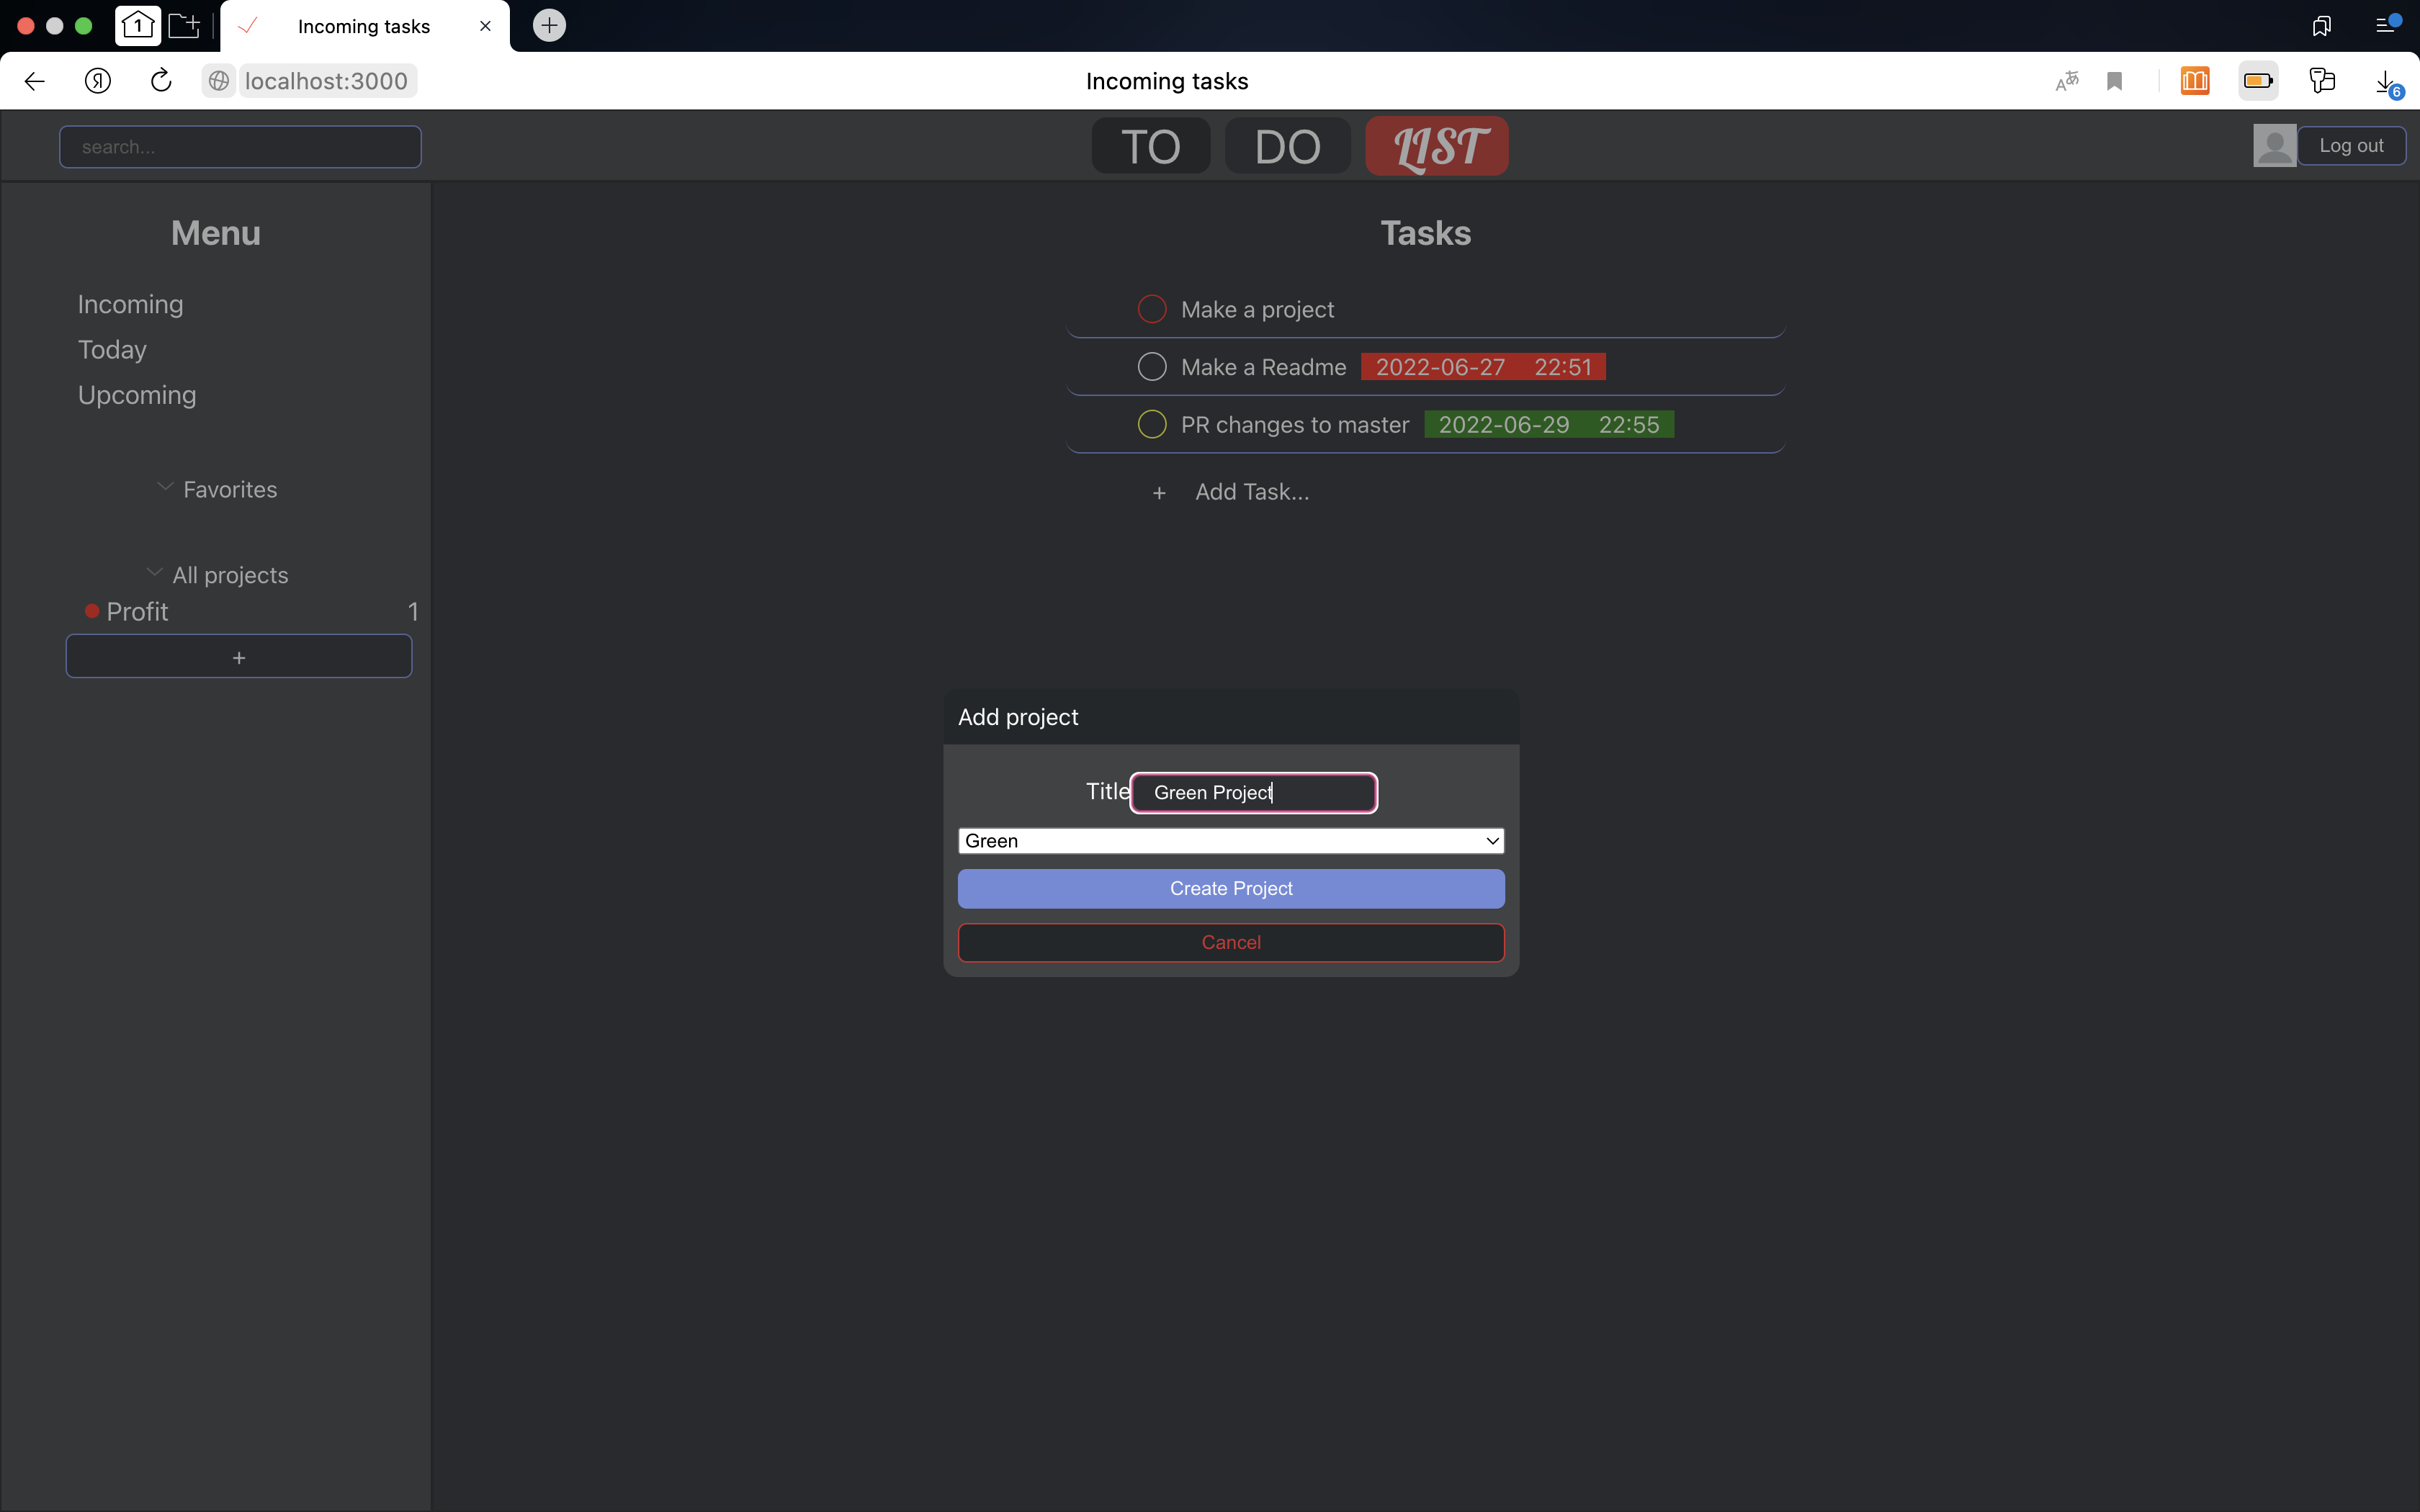 1 Incoming tasks
Я localhost:3000 Incoming tasks 6
search... TO DO LIST Log out
Menu
Incoming
Today
Upcoming
Favorites
All projects
Profit 1
+
Tasks
Make a project
Make a Readme 2022-06-27 22:51
PR changes to master 2022-06-29 22:55
+ Add Task...
Add project
Title Green Project
Green
Create Project
Cancel